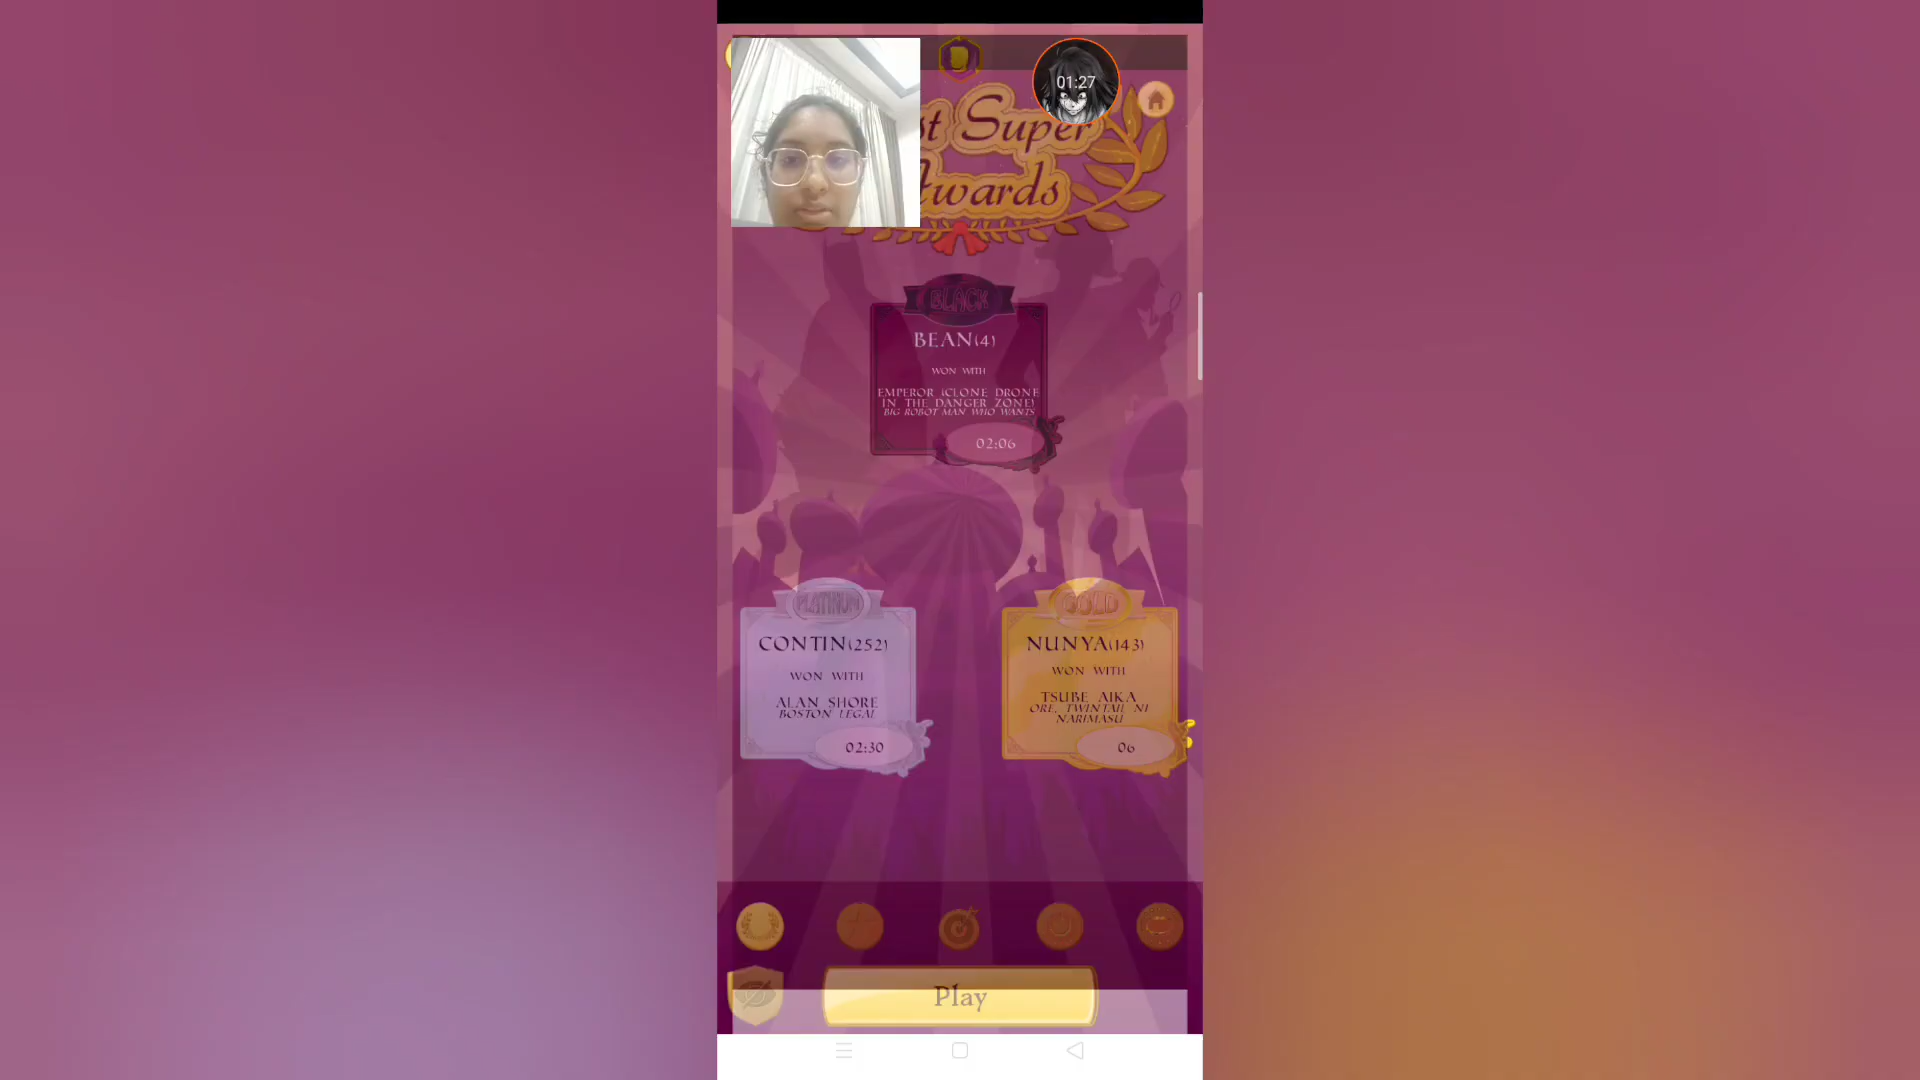 01:27
st Super
Awards
BLACK
BEAN(4)
WON WITH
EMPEROR (CLONE DRONE
IN THE DANGER ZONE)
BIG ROBOT MAN WHO WANTS
02:06
PLATINUM
GOLD
CONTIN(252)
NUNYA(143)
WON WITH
WON WITH
ALAN SHORE
BOSTON LEGAL
TSUBE AIKA
ORE, TWINTAIL NI
NARIMASU
02:30
06
Play